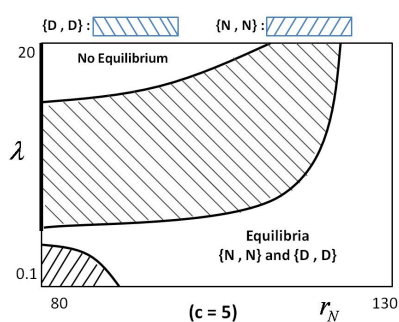 {D , D} :
{N , N} :
20
No Equilibrium
λ
Equilibria
{N , N} and {D , D}
0.1
80
(c = 5)
r_N
130